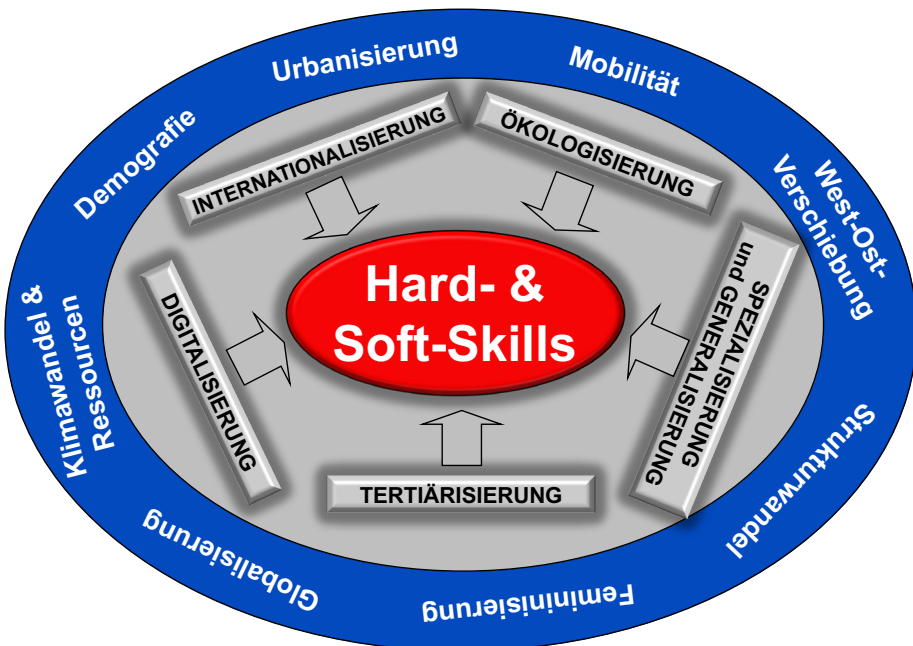 Urbanisierung
Mobilität
West-Ost-
Verschiebung
Strukturwandel
Femininisierung
Globalisierung
Klimawandel &
Ressourcen
Demografie
INTERNATIONALISIERUNG
ÖKOLOGISIERUNG
SPEZIALISIERUNG
und GENERALISIERUNG
TERTIÄRISIERUNG
DIGITALISIERUNG
Hard- &
Soft-Skills